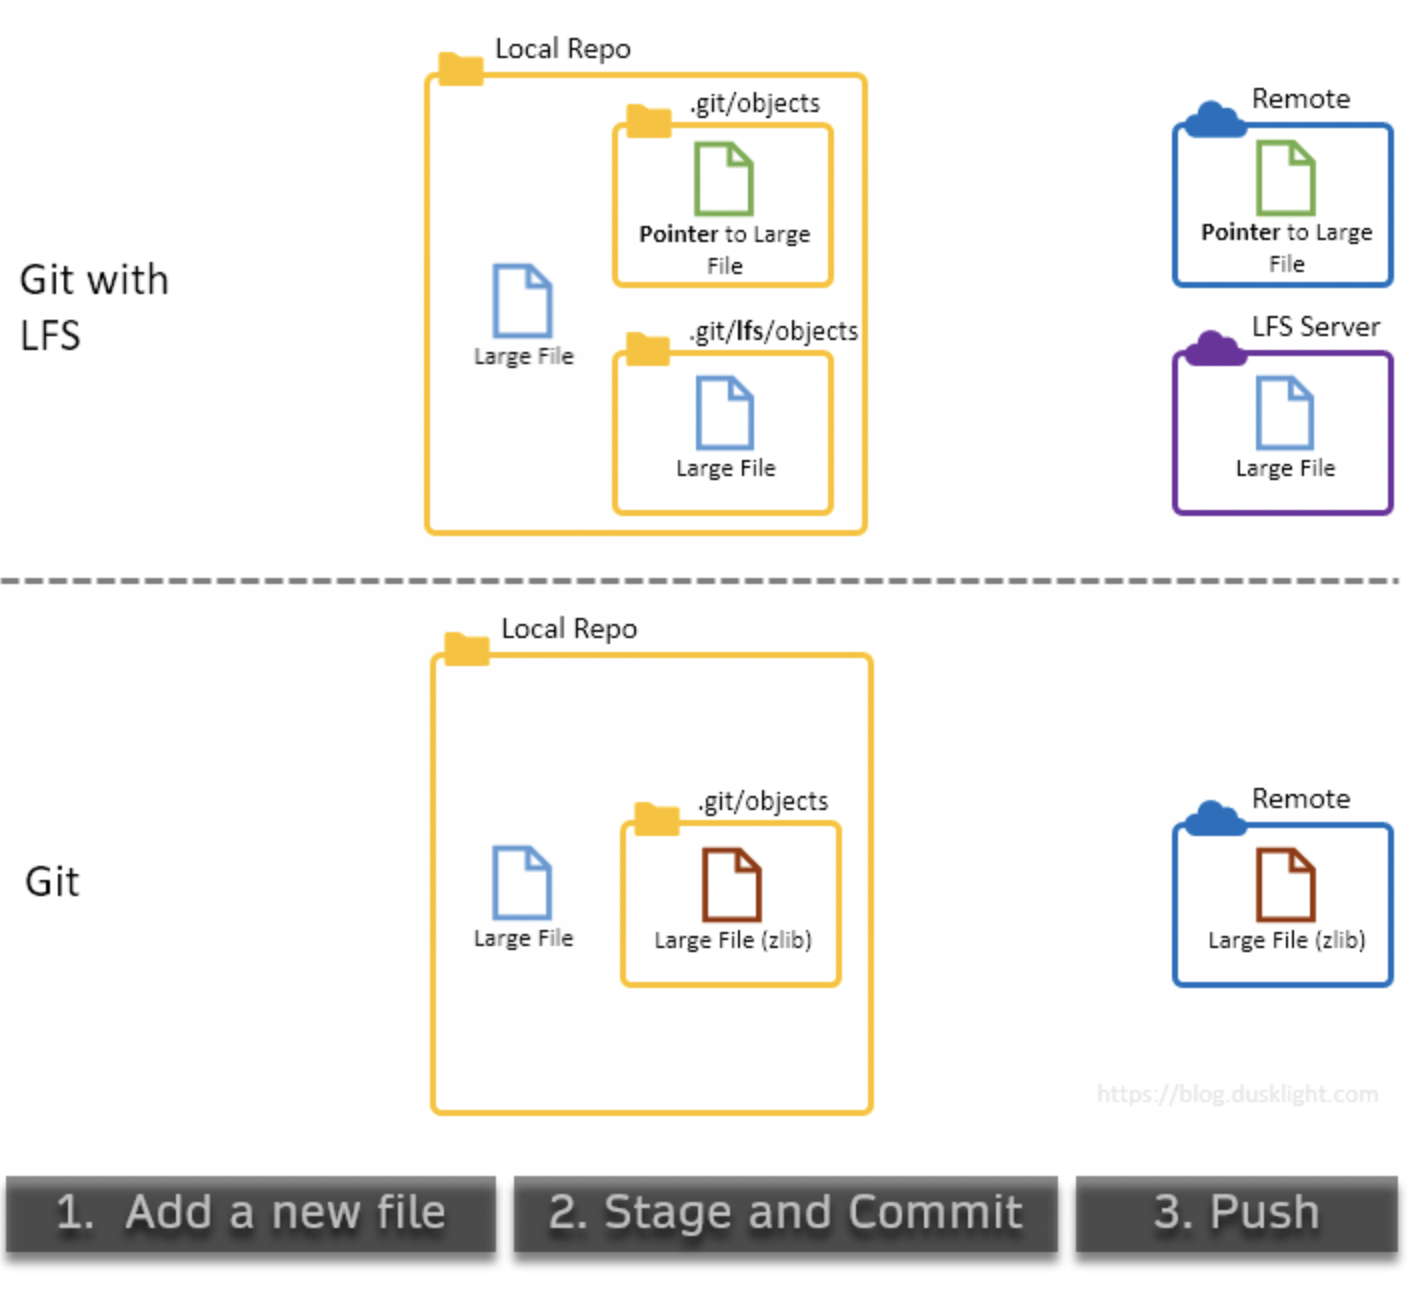 Local Repo
.git/objects
Remote
Pointer to Large
File
Pointer to Large
File
Git with
LFS
Large File
.git/lfs/objects
LFS Server
Large File
Large File
Local Repo
.git/objects
Remote
Git
Large File
Large File (zlib)
Large File (zlib)
https://blog.dusklight.com
1. Add a new file
2. Stage and Commit
3. Push